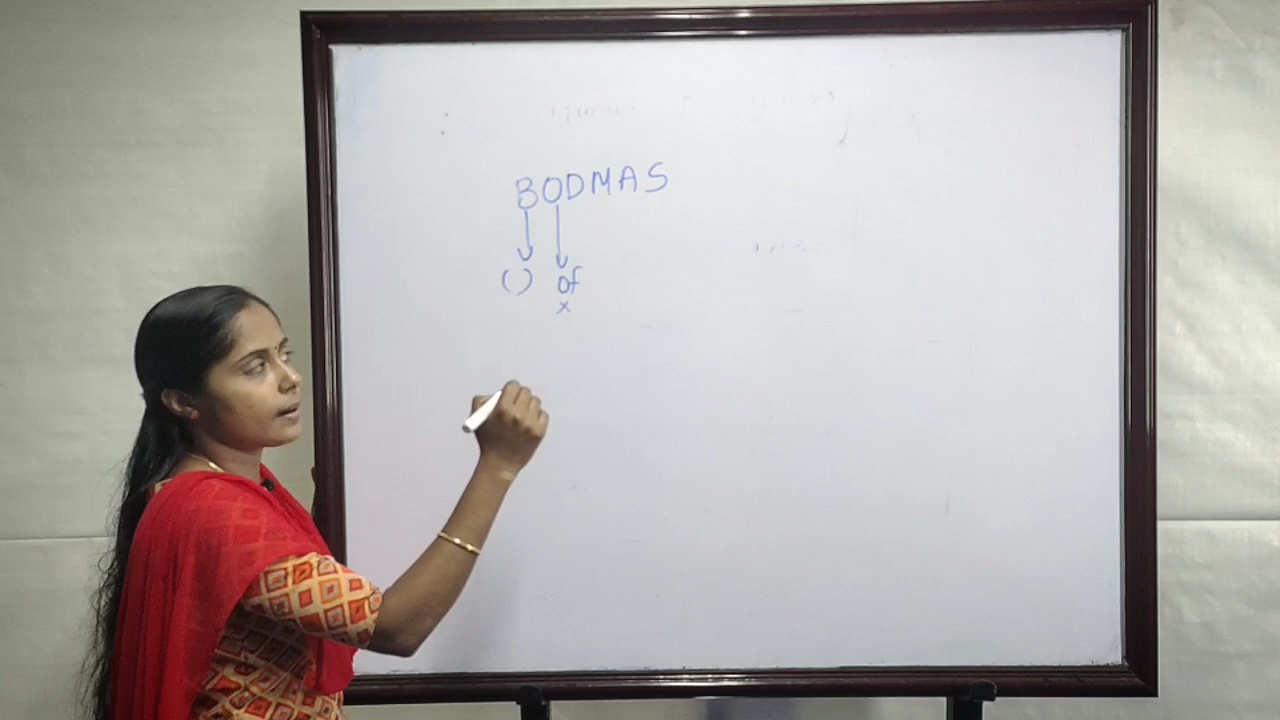 BODMAS
() of
×